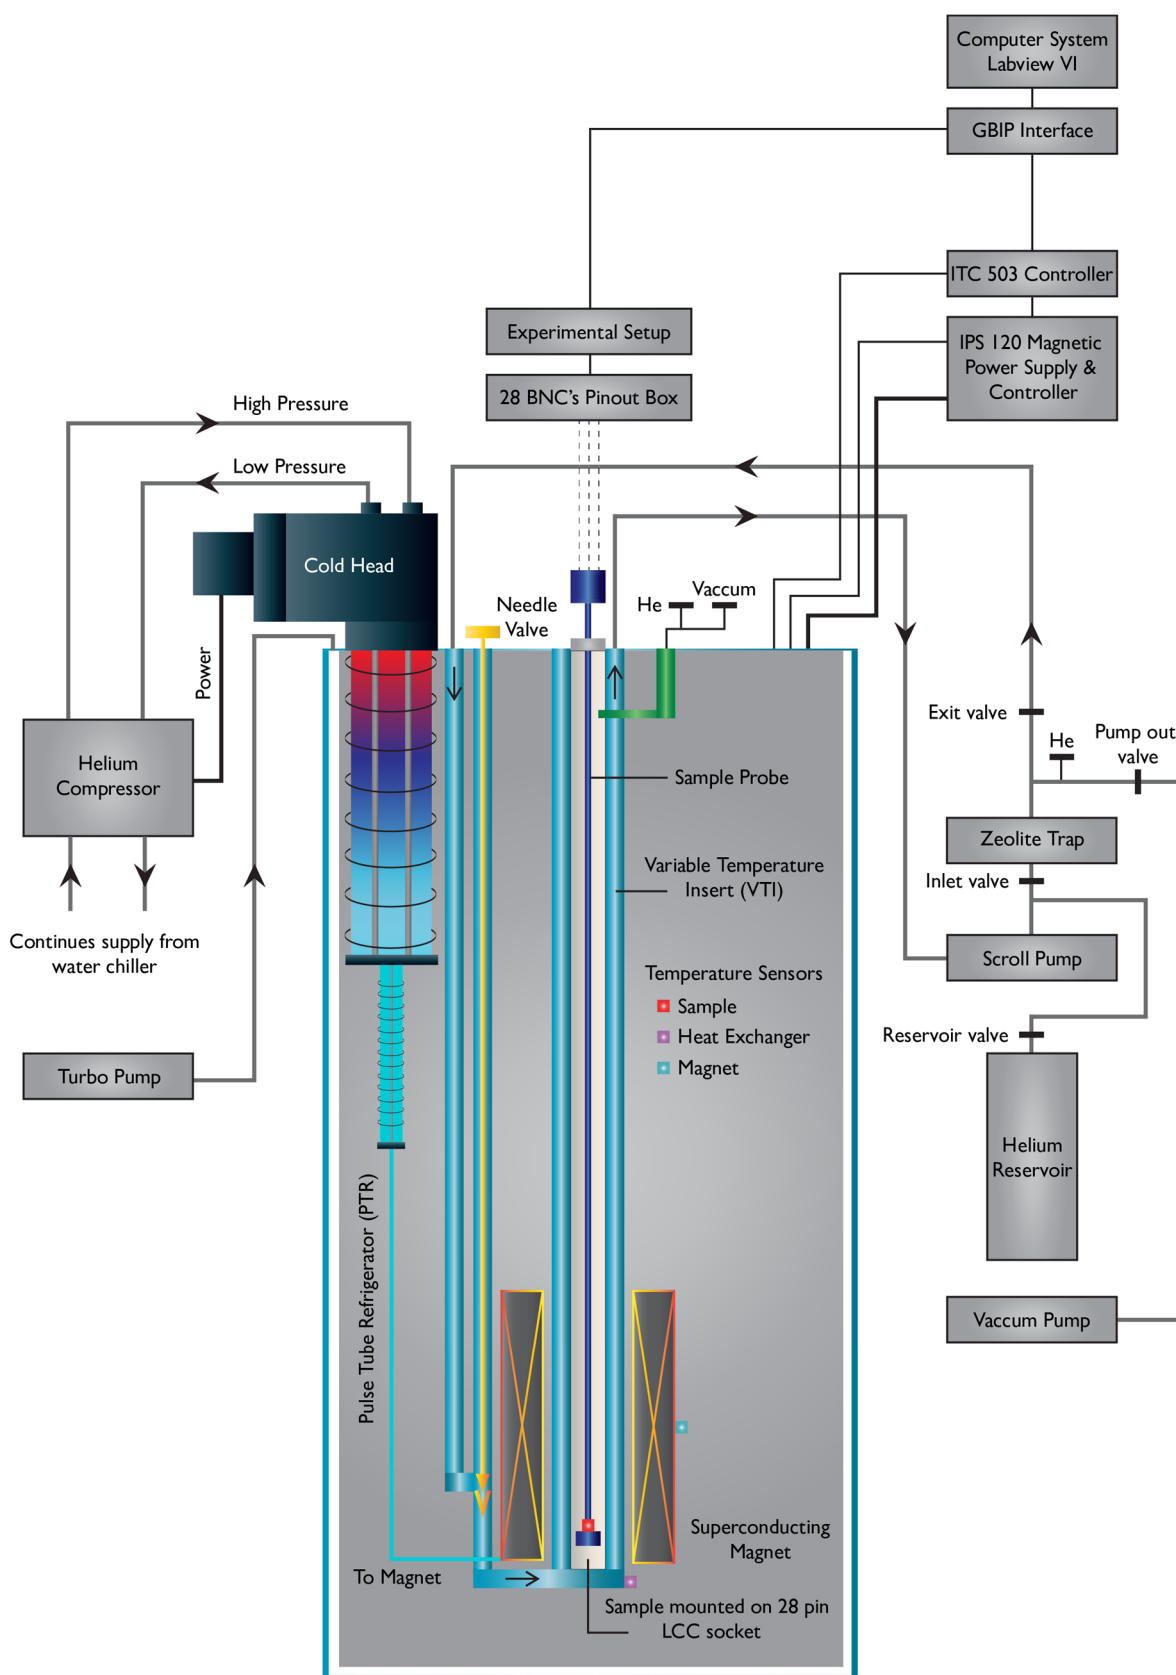 Computer System
Labview VI
GBIP Interface
ITC 503 Controller
Experimental Setup
IPS 120 Magnetic
Power Supply &
Controller
28 BNC's Pinout Box
High Pressure
Low Pressure
Cold Head
Needle
Valve
He
Vaccum
Power
Exit valve
He
Pump out
valve
Helium
Compressor
Sample Probe
Zeolite Trap
Variable Temperature
Insert (VTI)
Inlet valve
Continues supply from
water chiller
Scroll Pump
Temperature Sensors
Sample
Heat Exchanger
Magnet
Reservoir valve
Turbo Pump
Helium
Reservoir
Pulse Tube Refrigerator (PTR)
Vaccum Pump
Superconducting
Magnet
To Magnet
Sample mounted on 28 pin
LCC socket